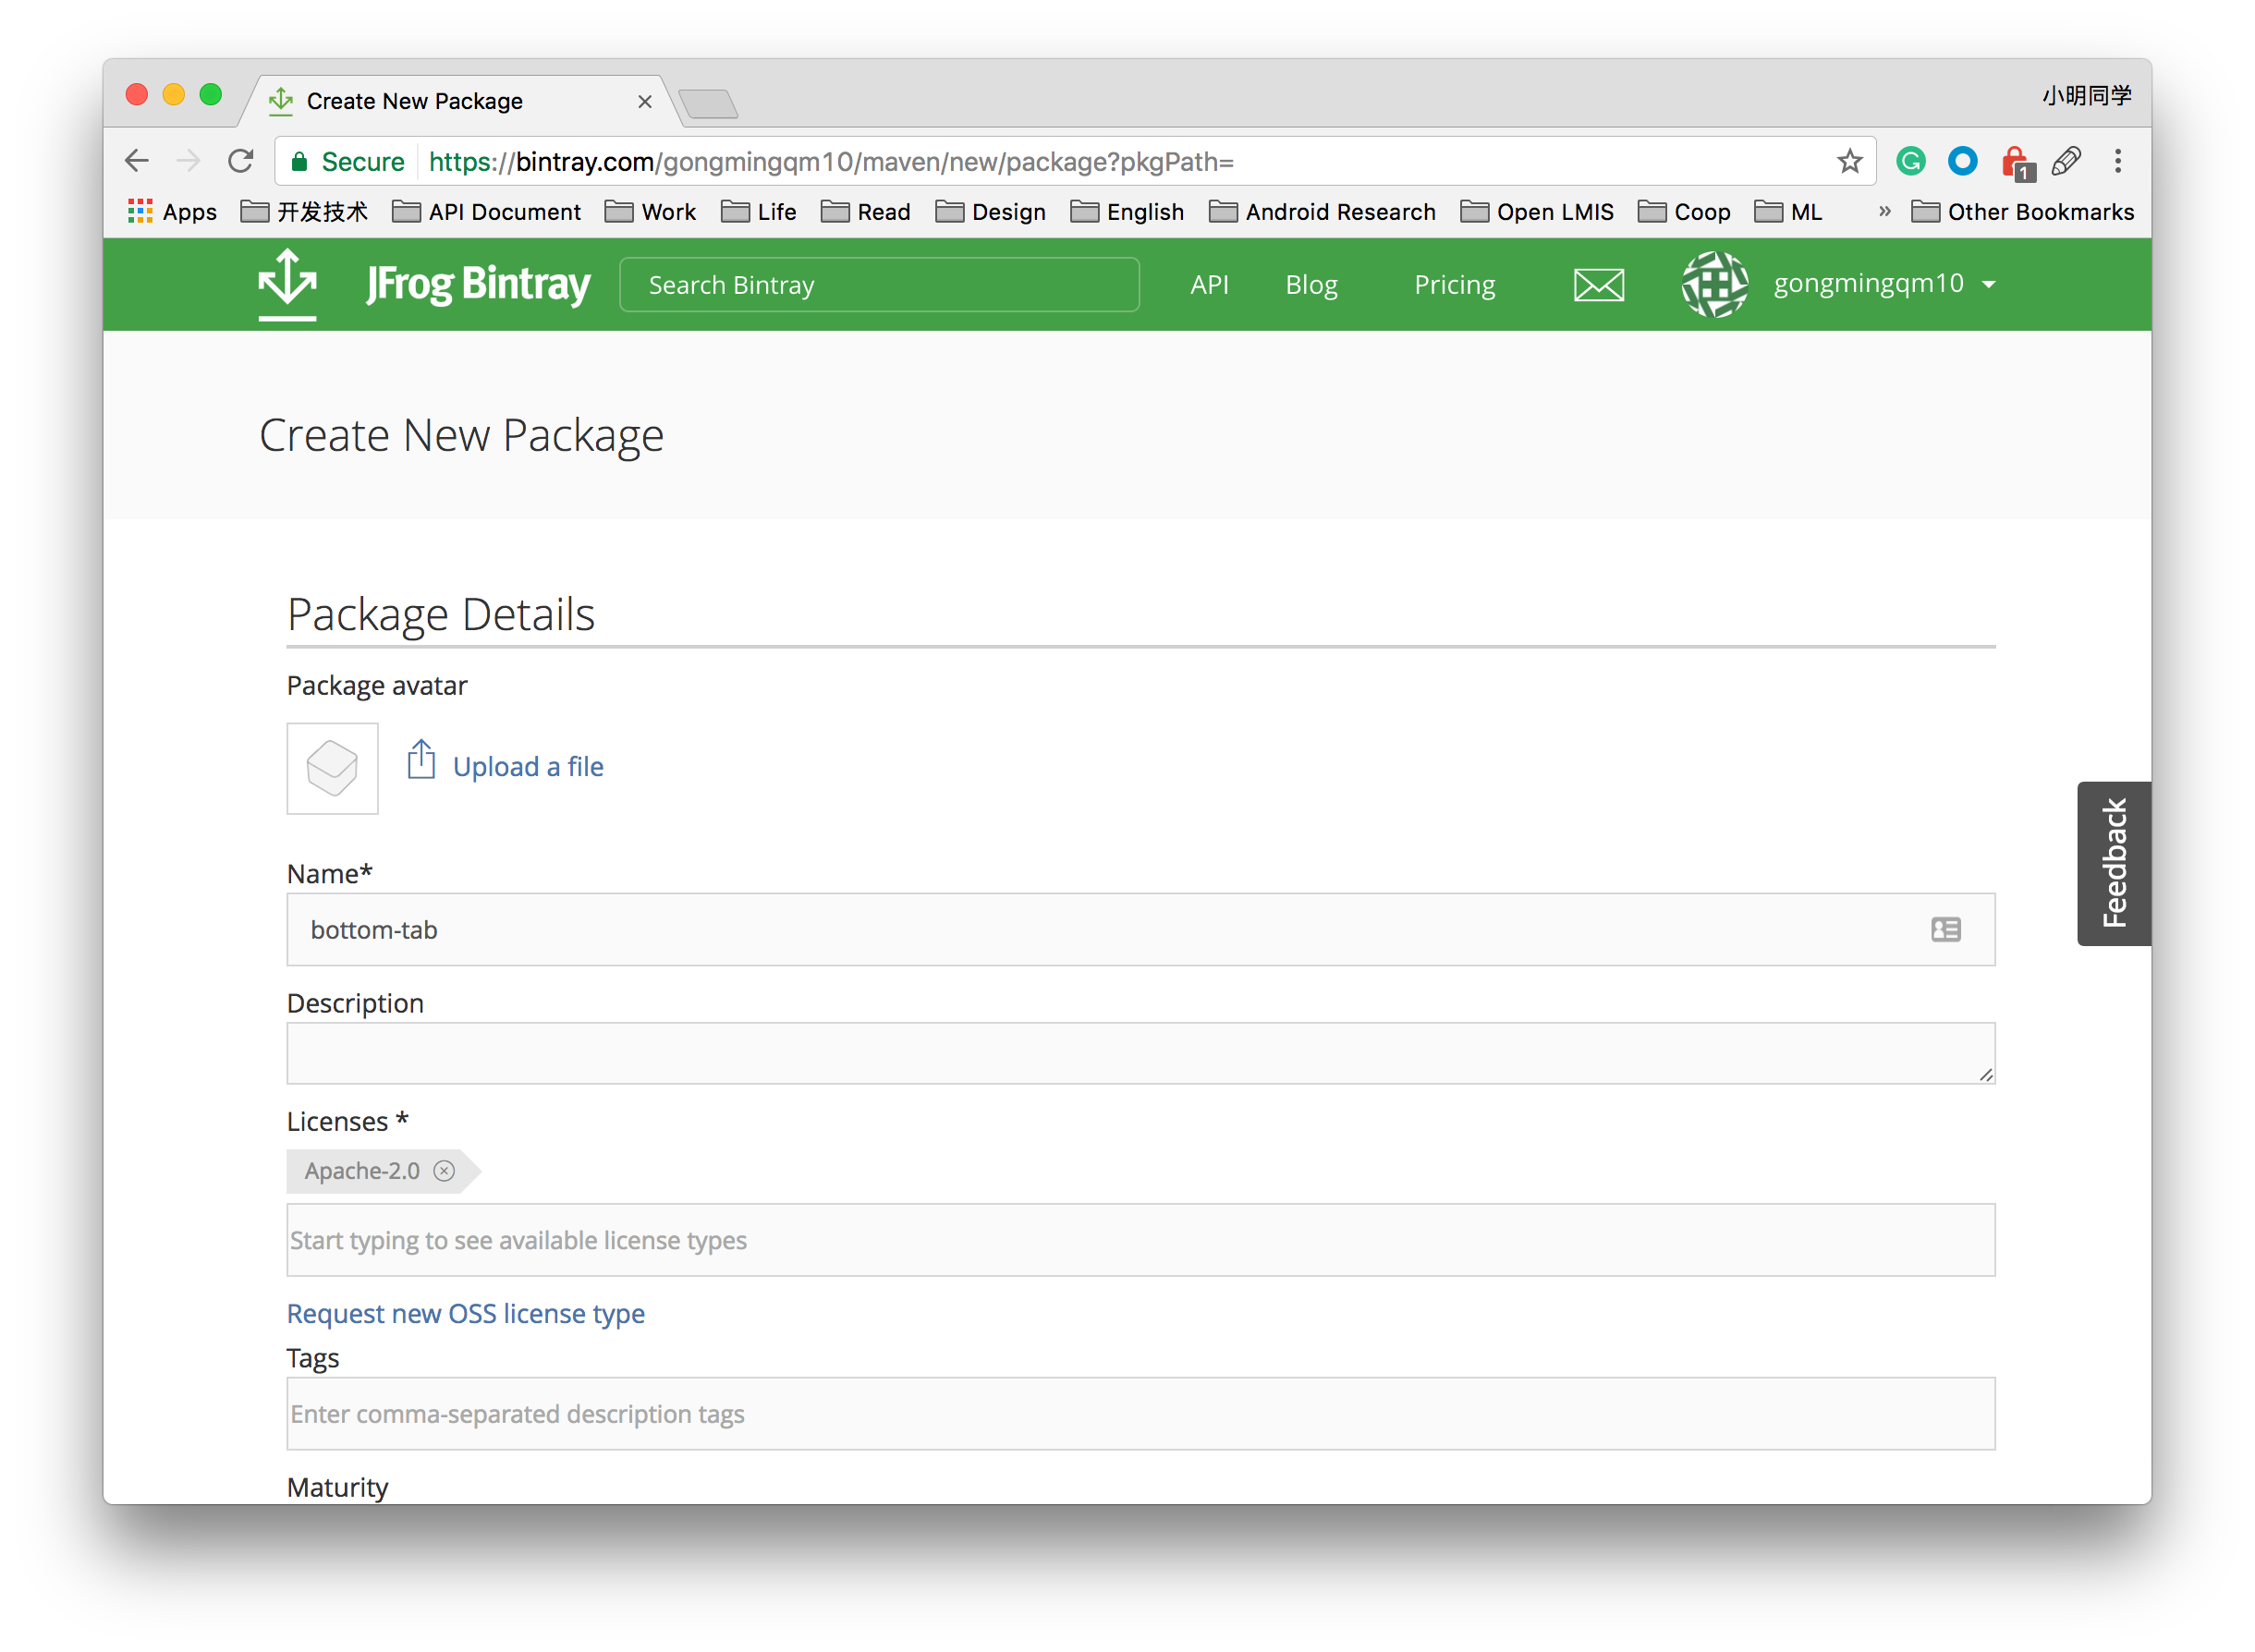 Create New Package
小明同学
Secure https://bintray.com/gongmingqm10/maven/new/package?pkgPath=
1
Apps 开发技术 API Document Work Life Read Design English Android Research Open LMIS Coop ML » Other Bookmarks
JFrog Bintray Search Bintray API Blog Pricing gongmingqm10
Create New Package
Package Details
Package avatar
Upload a file
Feedback
Name*
bottom-tab
Description
Licenses *
Apache-2.0
Start typing to see available license types
Request new OSS license type
Tags
Enter comma-separated description tags
Maturity